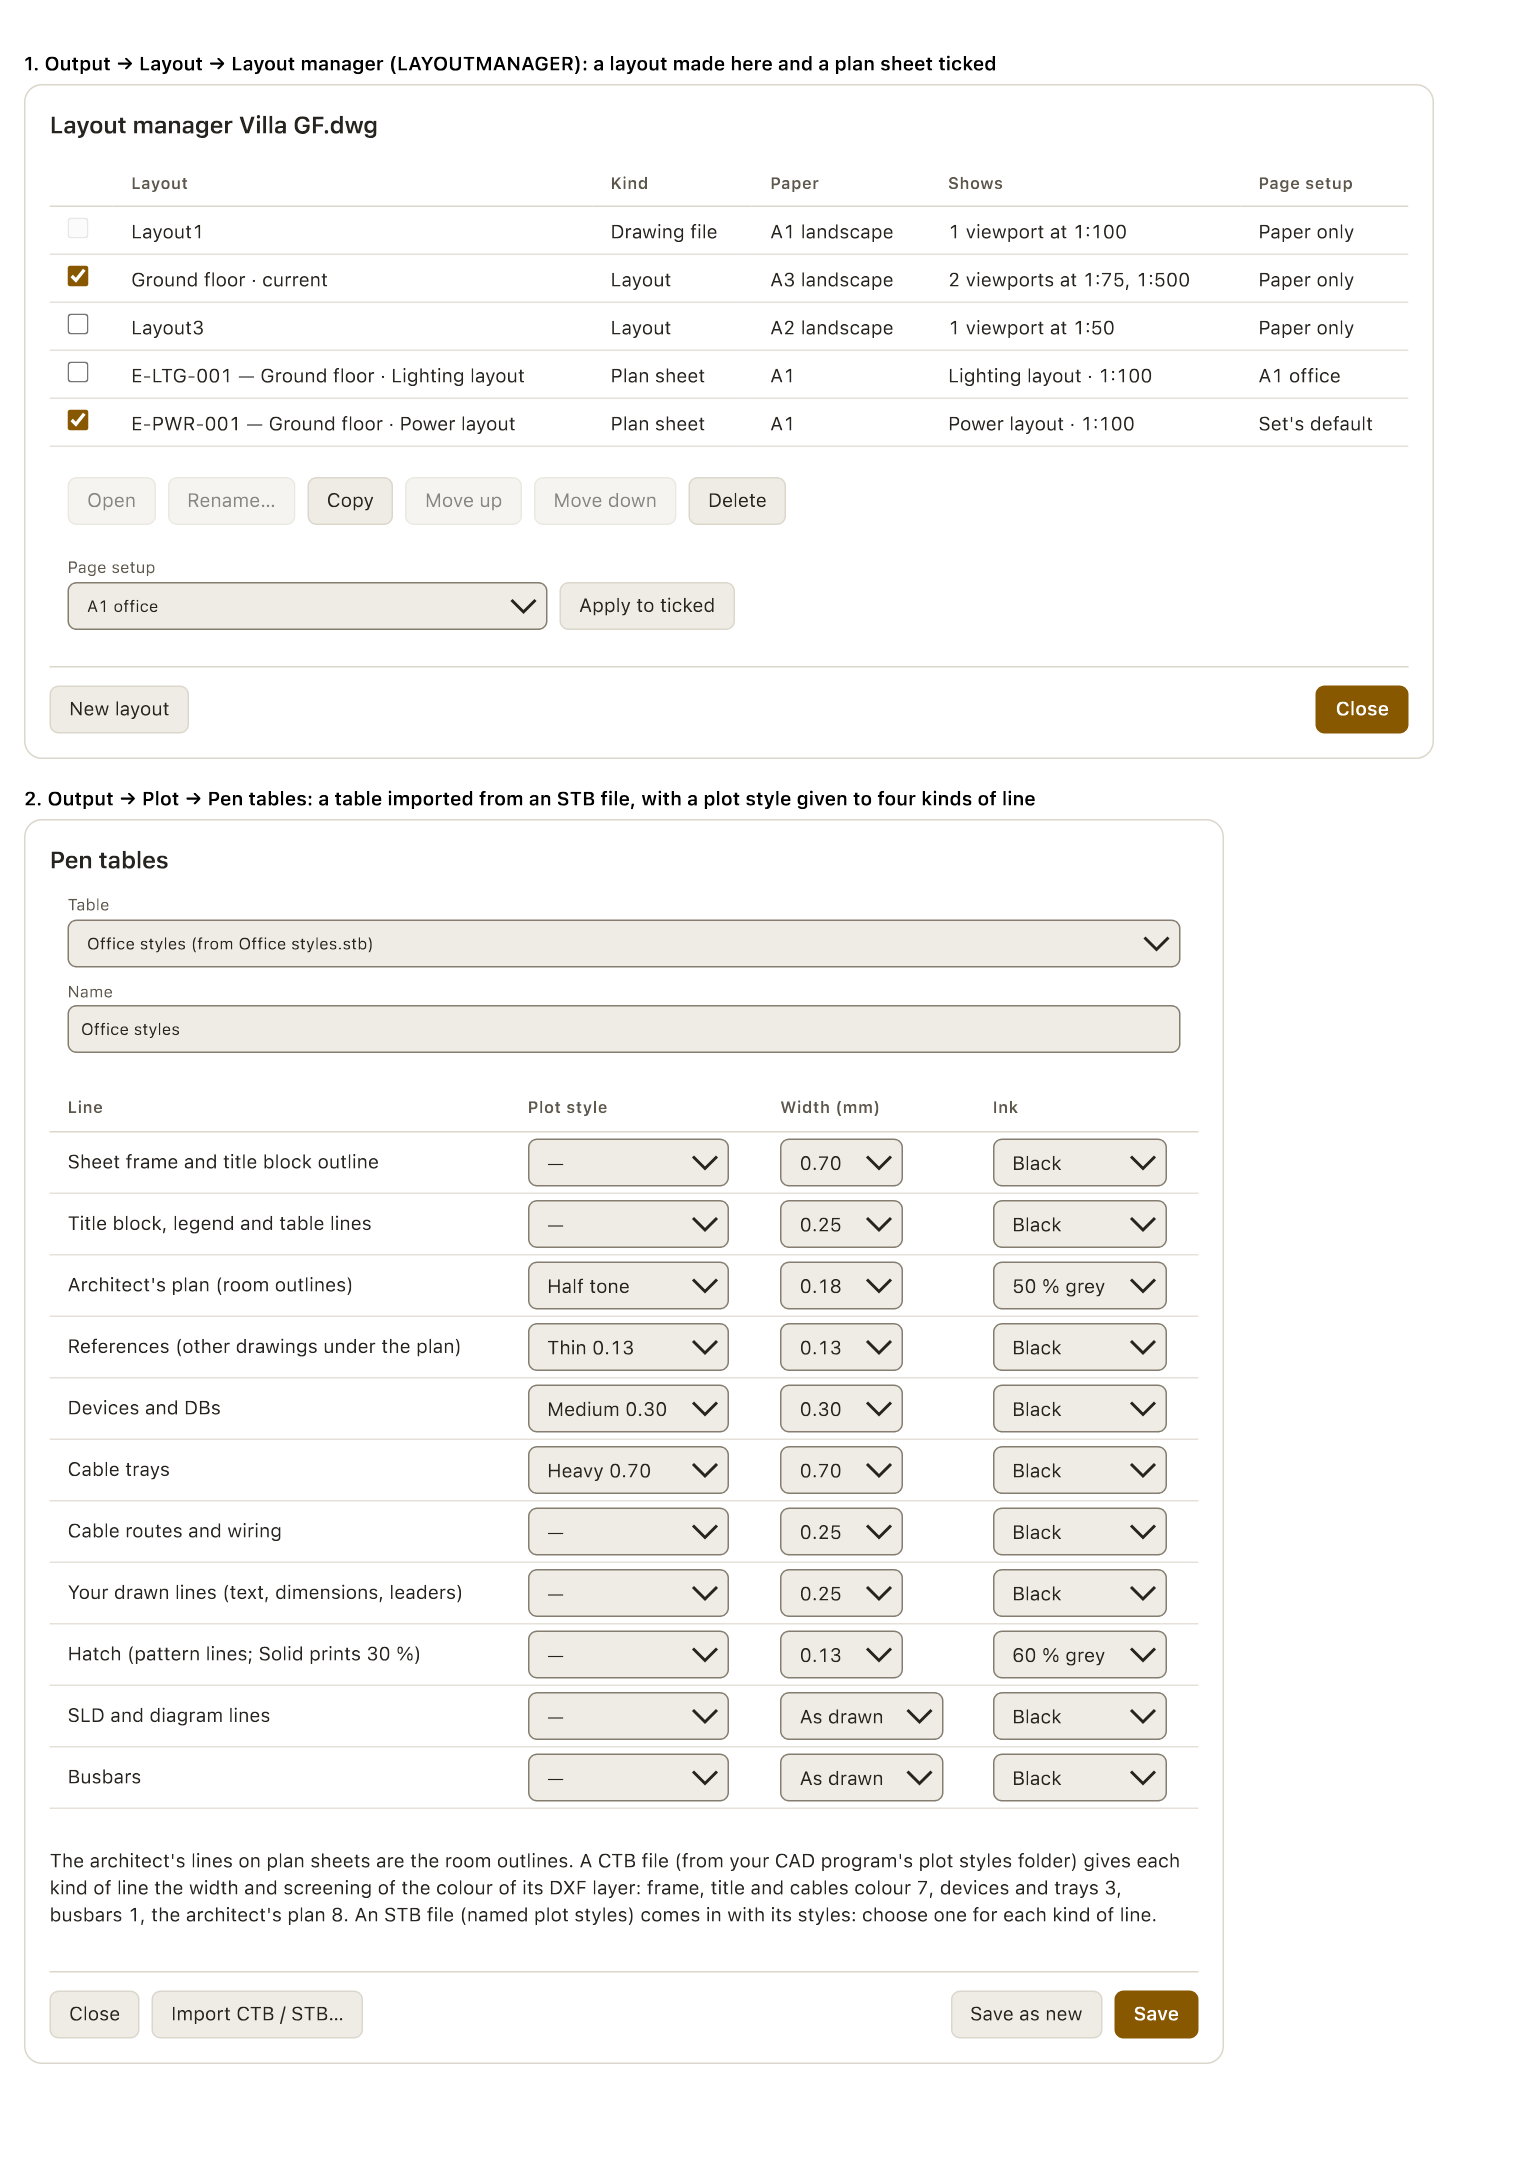 1. Output → Layout → Layout manager (LAYOUTMANAGER): a layout made here and a plan sheet ticked
Layout manager Villa GF.dwg
Layout Kind Paper Shows Page setup
Layout1 Drawing file A1 landscape 1 viewport at 1:100 Paper only
Ground floor · current Layout A3 landscape 2 viewports at 1:75, 1:500 Paper only
Layout3 Layout A2 landscape 1 viewport at 1:50 Paper only
E-LTG-001 — Ground floor · Lighting layout Plan sheet A1 Lighting layout · 1:100 A1 office
E-PWR-001 — Ground floor · Power layout Plan sheet A1 Power layout · 1:100 Set's default
Open Rename... Copy Move up Move down Delete
Page setup
A1 office Apply to ticked
New layout Close
2. Output → Plot → Pen tables: a table imported from an STB file, with a plot style given to four kinds of line
Pen tables
Table
Office styles (from Office styles.stb)
Name
Office styles
Line Plot style Width (mm) Ink
Sheet frame and title block outline — 0.70 Black
Title block, legend and table lines — 0.25 Black
Architect's plan (room outlines) Half tone 0.18 50 % grey
References (other drawings under the plan) Thin 0.13 0.13 Black
Devices and DBs Medium 0.30 0.30 Black
Cable trays Heavy 0.70 0.70 Black
Cable routes and wiring — 0.25 Black
Your drawn lines (text, dimensions, leaders) — 0.25 Black
Hatch (pattern lines; Solid prints 30 %) — 0.13 60 % grey
SLD and diagram lines — As drawn Black
Busbars — As drawn Black
The architect's lines on plan sheets are the room outlines. A CTB file (from your CAD program's plot styles folder) gives each
kind of line the width and screening of the colour of its DXF layer: frame, title and cables colour 7, devices and trays 3,
busbars 1, the architect's plan 8. An STB file (named plot styles) comes in with its styles: choose one for each kind of line.
Close Import CTB / STB... Save as new Save